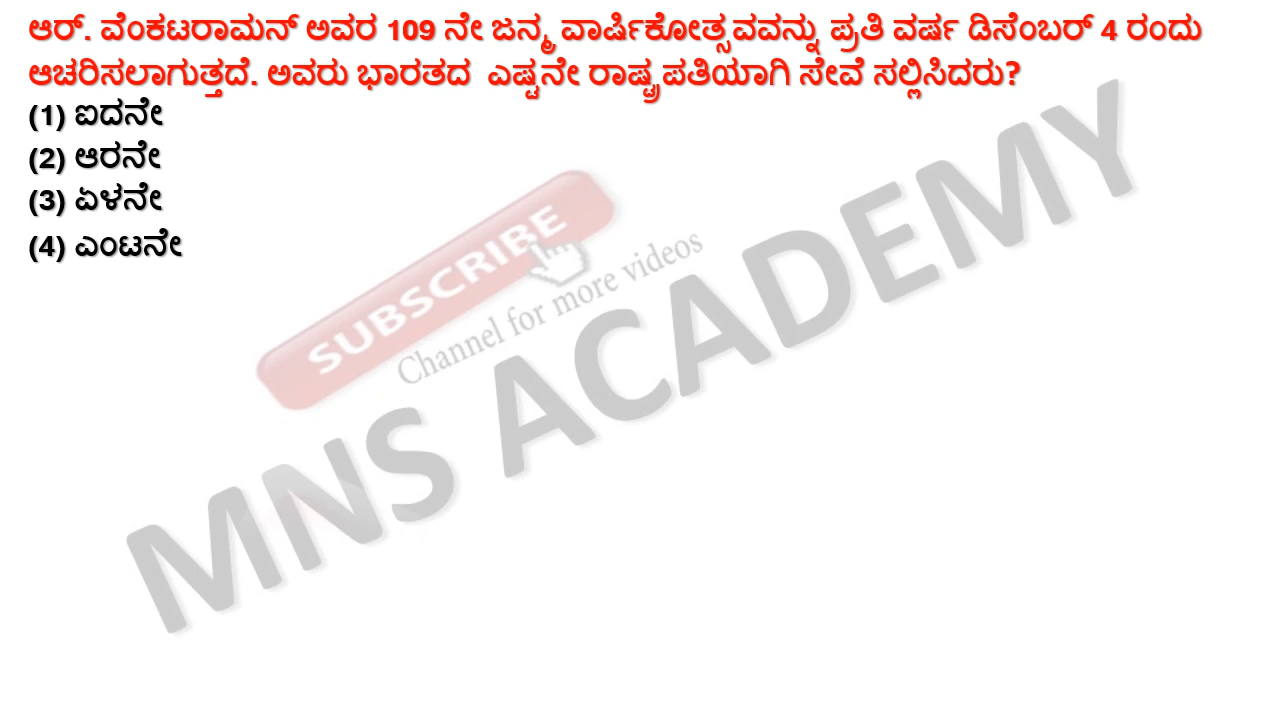 ಆರ್. ವೆಂಕಟರಾಮನ್ ಅವರ 109 ನೇ ಜನ್ಮ ವಾರ್ಷಿಕೋತ್ಸವವನ್ನು ಪ್ರತಿ ವರ್ಷ ಡಿಸೆಂಬರ್ 4 ರಂದು
ಆಚರಿಸಲಾಗುತ್ತದೆ. ಅವರು ಭಾರತದ ಎಷ್ಟನೇ ರಾಷ್ಟ್ರಪತಿಯಾಗಿ ಸೇವೆ ಸಲ್ಲಿಸಿದರು?
(1) ಐದನೇ
(2) ಆರನೇ
(3) ಏಳನೇ
(4) ಎಂಟನೇ
SUBSCRIBE
Channel for more videos
MNS ACADEMY